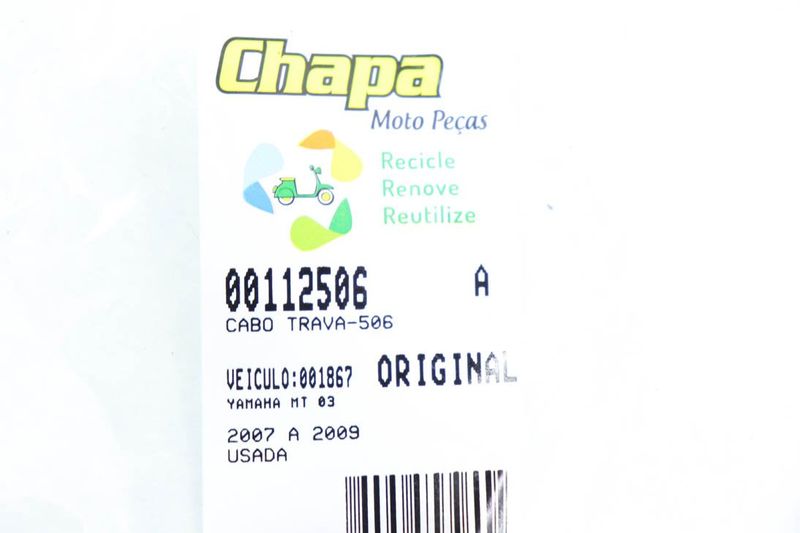 Chapa
Moto Peças
Recicle
Renove
Reutilize
00112506 A
CABO TRAVA-506
VEICULO:001867 ORIGINAL
YAMAHA MT 03
2007 A 2009
USADA